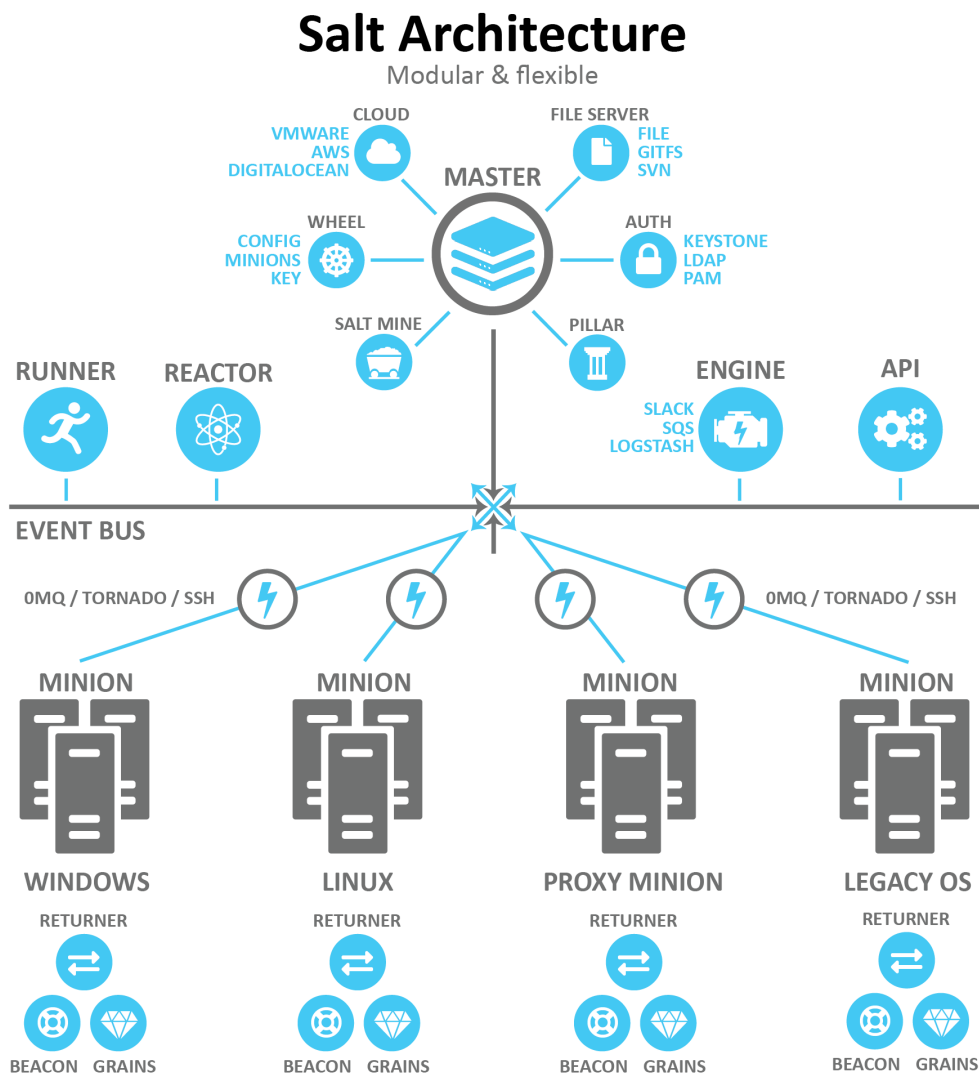 Salt Architecture
Modular & flexible
CLOUD
VMWARE
AWS
DIGITALOCEAN
FILE SERVER
FILE
GITFS
SVN
MASTER
WHEEL
CONFIG
MINIONS
KEY
AUTH
KEYSTONE
LDAP
PAM
SALT MINE
PILLAR
RUNNER
REACTOR
ENGINE
SLACK
SQS
LOGSTASH
API
EVENT BUS
0MQ / TORNADO / SSH
0MQ / TORNADO / SSH
MINION
MINION
MINION
MINION
WINDOWS
LINUX
PROXY MINION
LEGACY OS
RETURNER
RETURNER
RETURNER
RETURNER
BEACON
GRAINS
BEACON
GRAINS
BEACON
GRAINS
BEACON
GRAINS